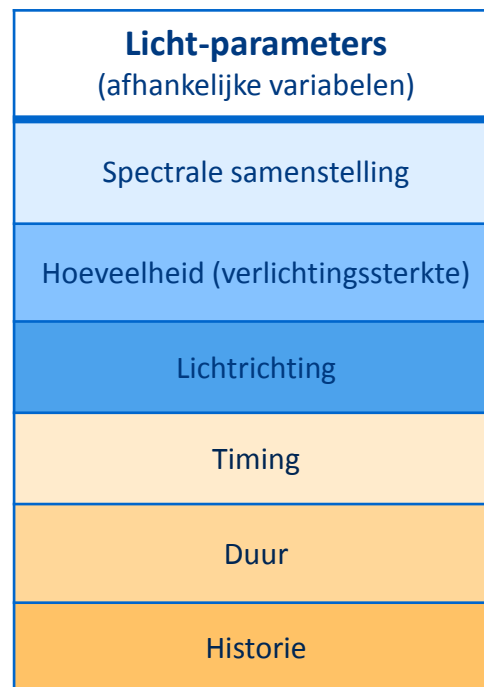 Licht-parameters
(afhankelijke variabelen)
Spectrale samenstelling
Hoeveelheid (verlichtingssterkte)
Lichtrichting
Timing
Duur
Historie